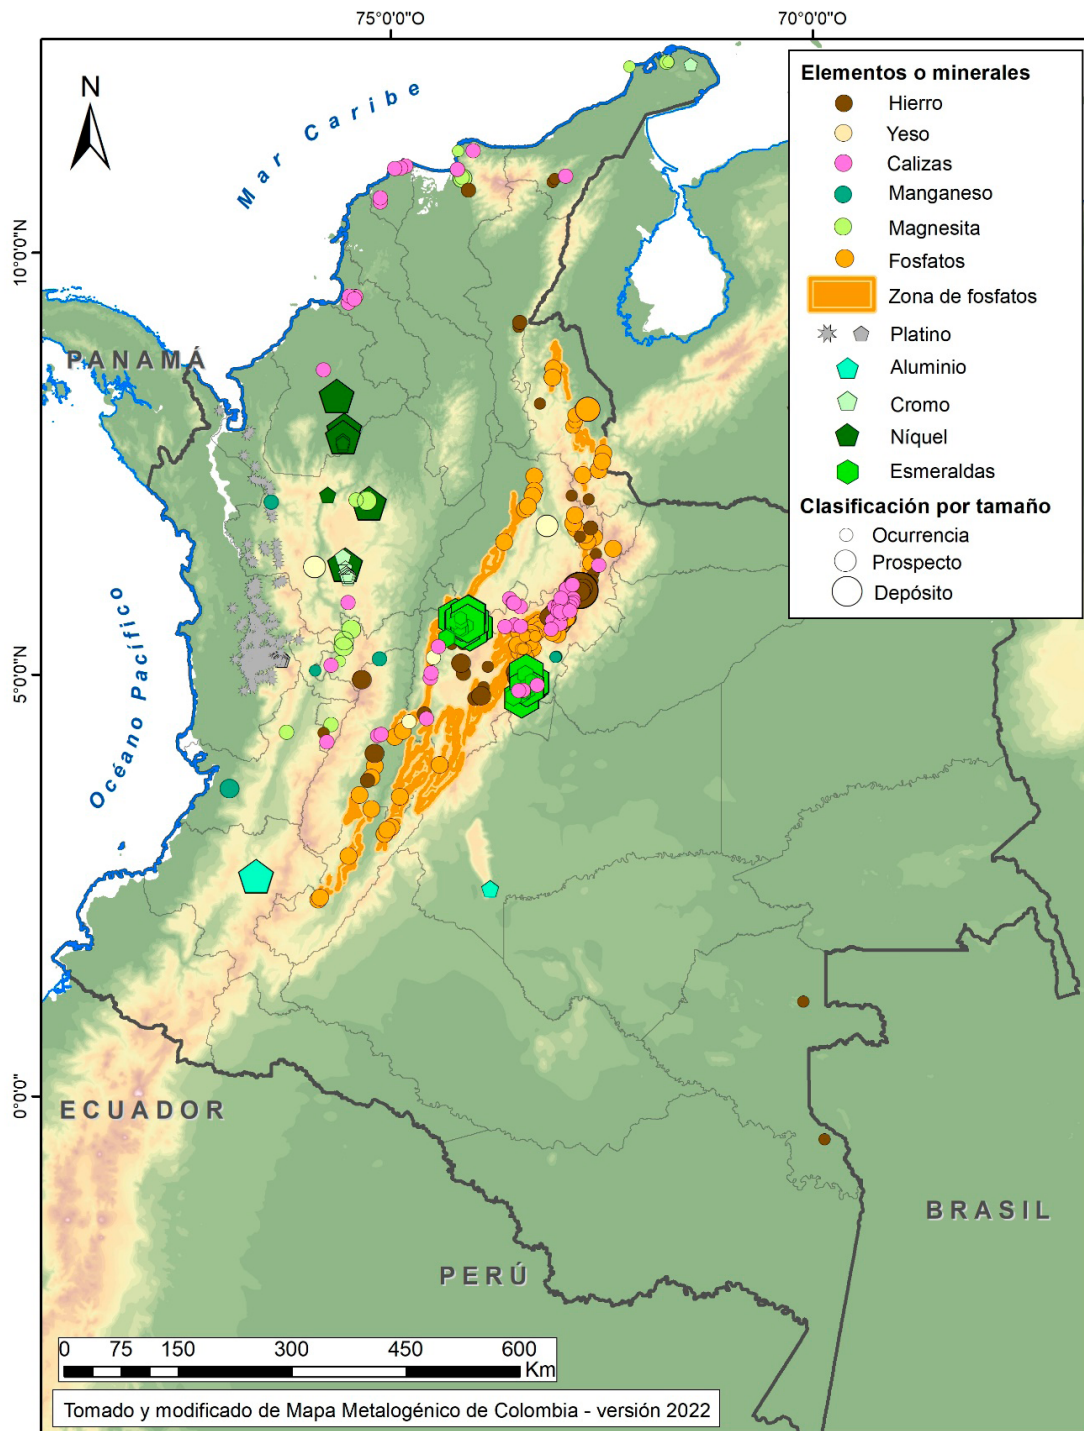 75°0'0"O
70°0'0"O
N
Mar Caribe
10°0'0"N
5°0'0"N
0°0'0"
PANAMÁ
Océano Pacífico
ECUADOR
PERÚ
BRASIL
Elementos o minerales
Hierro
Yeso
Calizas
Manganeso
Magnesita
Fosfatos
Zona de fosfatos
Platino
Aluminio
Cromo
Níquel
Esmeraldas
Clasificación por tamaño
Ocurrencia
Prospecto
Depósito
0 75 150 300 450 600
Km
Tomado y modificado de Mapa Metalogénico de Colombia - versión 2022